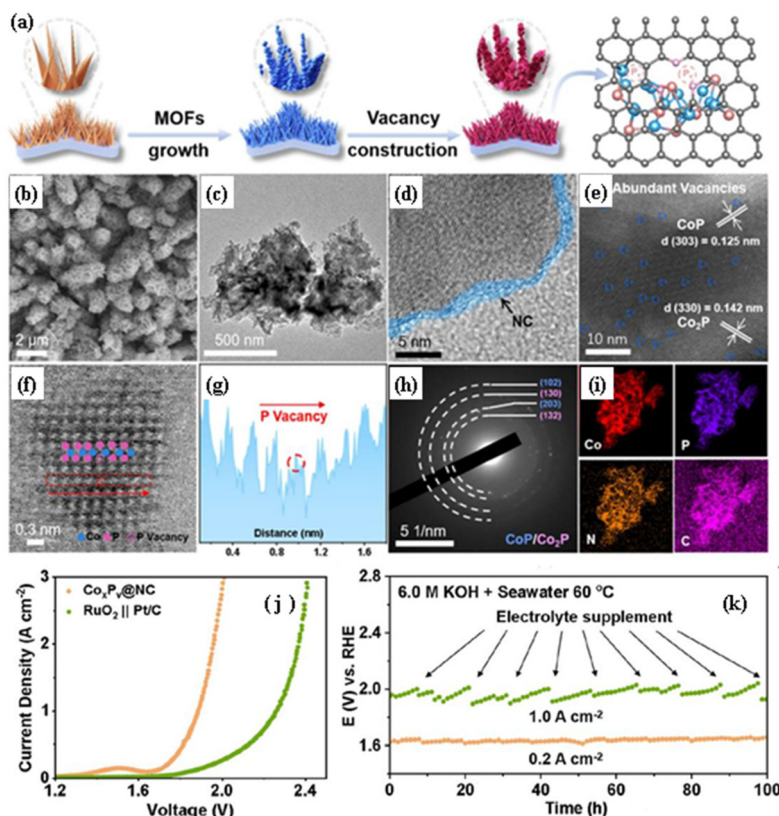 (a)
MOFs
growth
Vacancy
construction
P
P
(b)
2 μm
(c)
500 nm
(d)
NC
5 nm
(e)
Abundant Vacancies
CoP
d (303) = 0.125 nm
d (330) = 0.142 nm
Co₂P
10 nm
(f)
0.3 nm
Co P P Vacancy
(g)
P Vacancy
0.4 0.8 1.2 1.6
Distance (nm)
(h)
(102)
(130)
(203)
(132)
5 1/nm
CoP/Co₂P
(i)
Co
P
N
C
(j)
CoₓPᵥ@NC
RuO₂ || Pt/C
Current Density (A cm⁻²)
3
2
1
0
1.2 1.6 2.0 2.4
Voltage (V)
(k)
6.0 M KOH + Seawater 60 °C
Electrolyte supplement
1.0 A cm⁻²
0.2 A cm⁻²
E (V) vs. RHE
2.8
2.4
2.0
1.6
0 20 40 60 80 100
Time (h)